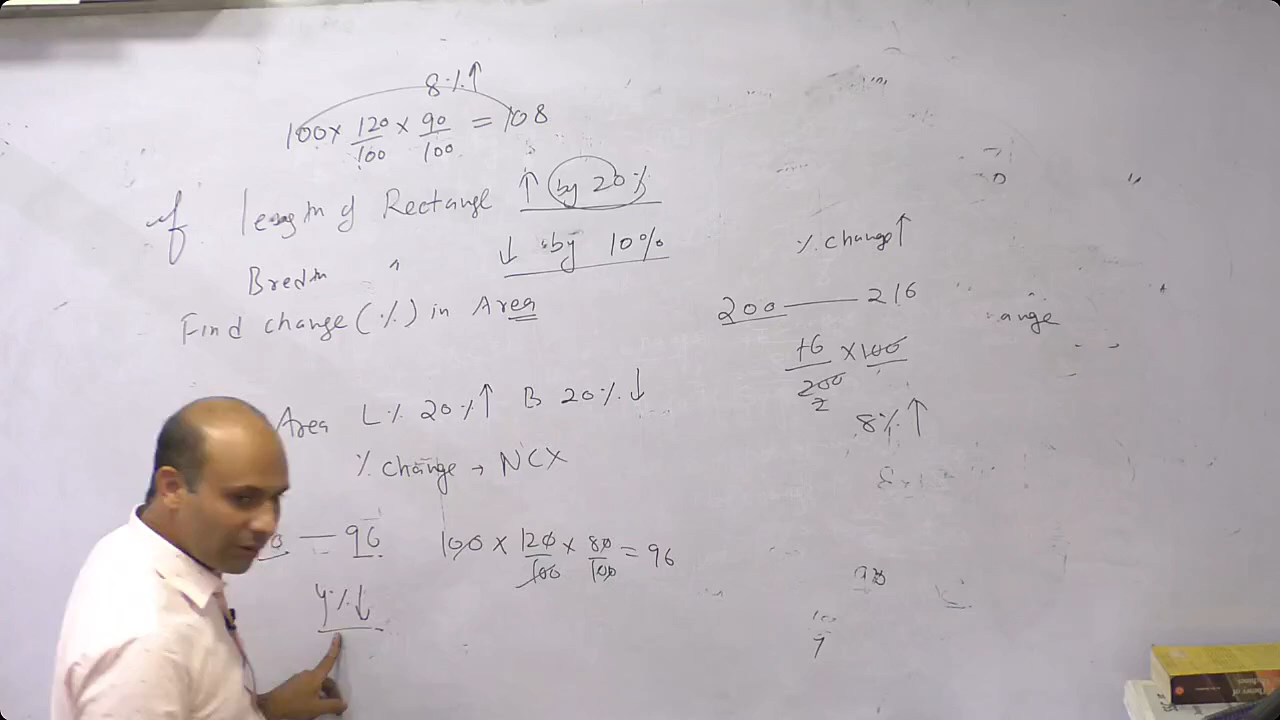 8%↑
100 × 120/100 × 90/100 = 108
If length of Rectangle ↑ by 20%
Bredth " ↓ by 10%
Find change (%) in Area
Area L% 20%↑ B 20%↓
% change → NCX
— 96 100 × 120/100 × 80/100 = 96
4%↓
% change↑
200 — 216
16/200 × 100
2
8%↑
ange